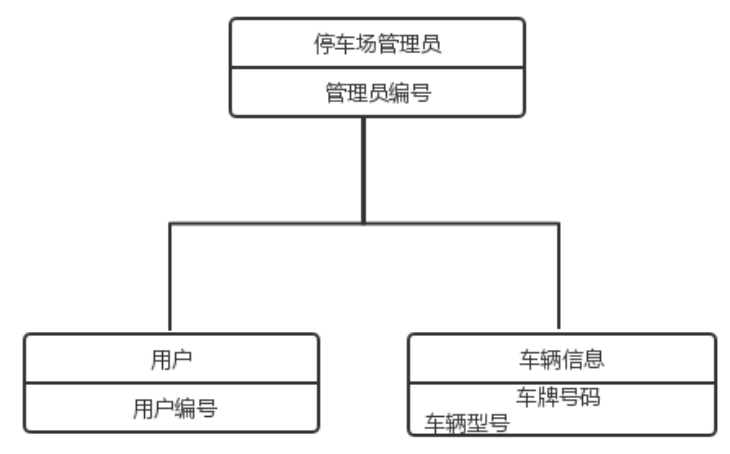 停车场管理员
管理员编号
用户
用户编号
车辆信息
车牌号码
车辆型号